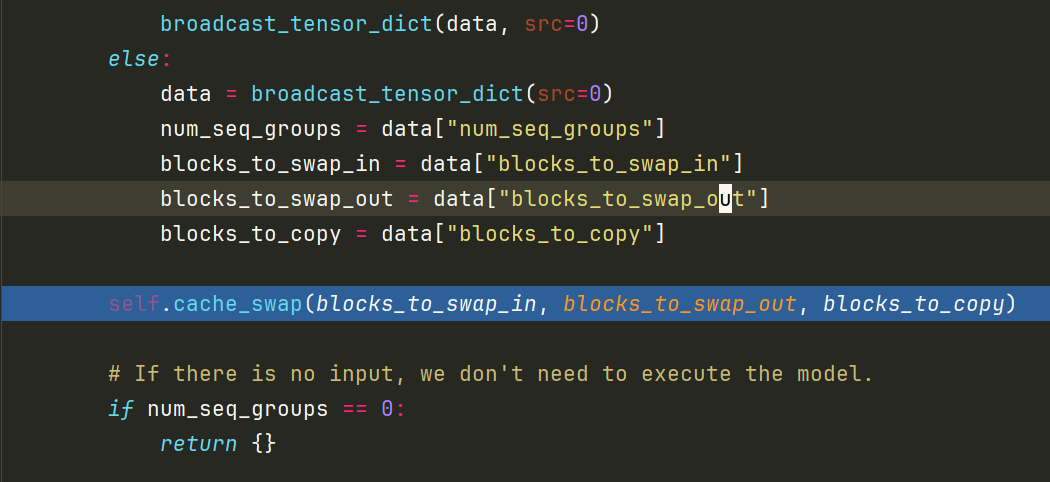 broadcast_tensor_dict(data, src=0)
else:
data = broadcast_tensor_dict(src=0)
num_seq_groups = data["num_seq_groups"]
blocks_to_swap_in = data["blocks_to_swap_in"]
blocks_to_swap_out = data["blocks_to_swap_out"]
blocks_to_copy = data["blocks_to_copy"]
self.cache_swap(blocks_to_swap_in, blocks_to_swap_out, blocks_to_copy)
# If there is no input, we don't need to execute the model.
if num_seq_groups == 0:
return {}